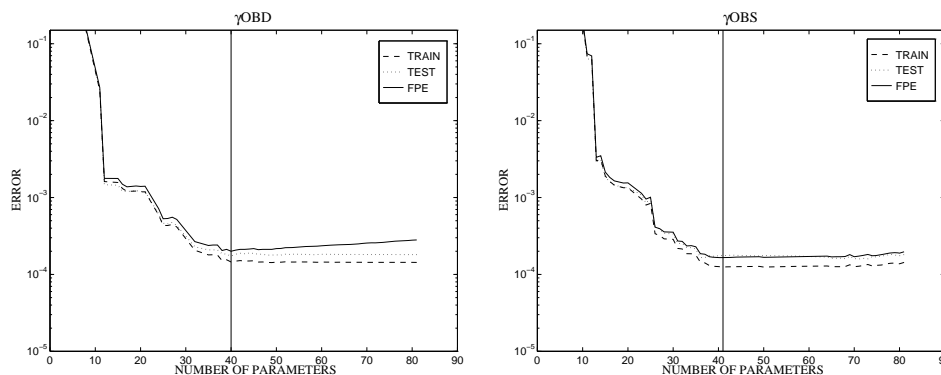 γOBD
10^-1
10^-2
10^-3
10^-4
10^-5
ERROR
0 10 20 30 40 50 60 70 80 90
NUMBER OF PARAMETERS
TRAIN
TEST
FPE
γOBS
10^-1
10^-2
10^-3
10^-4
10^-5
ERROR
0 10 20 30 40 50 60 70 80 90
NUMBER OF PARAMETERS
TRAIN
TEST
FPE